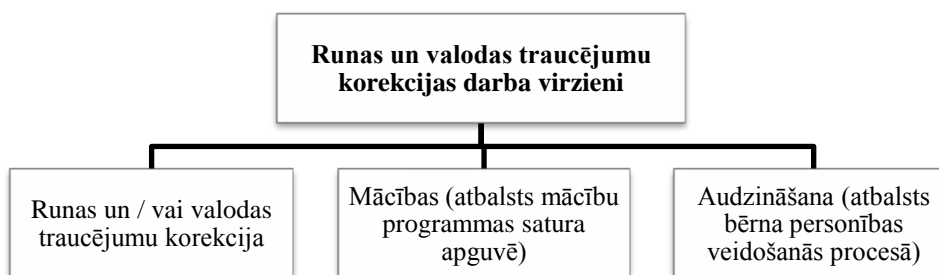 Runas un valodas traucējumu
korekcijas darba virzieni
Runas un / vai valodas
traucējumu korekcija
Mācības (atbalsts mācību
programmas satura
apguvē)
Audzināšana (atbalsts
bērna personības
veidošanās procesā)